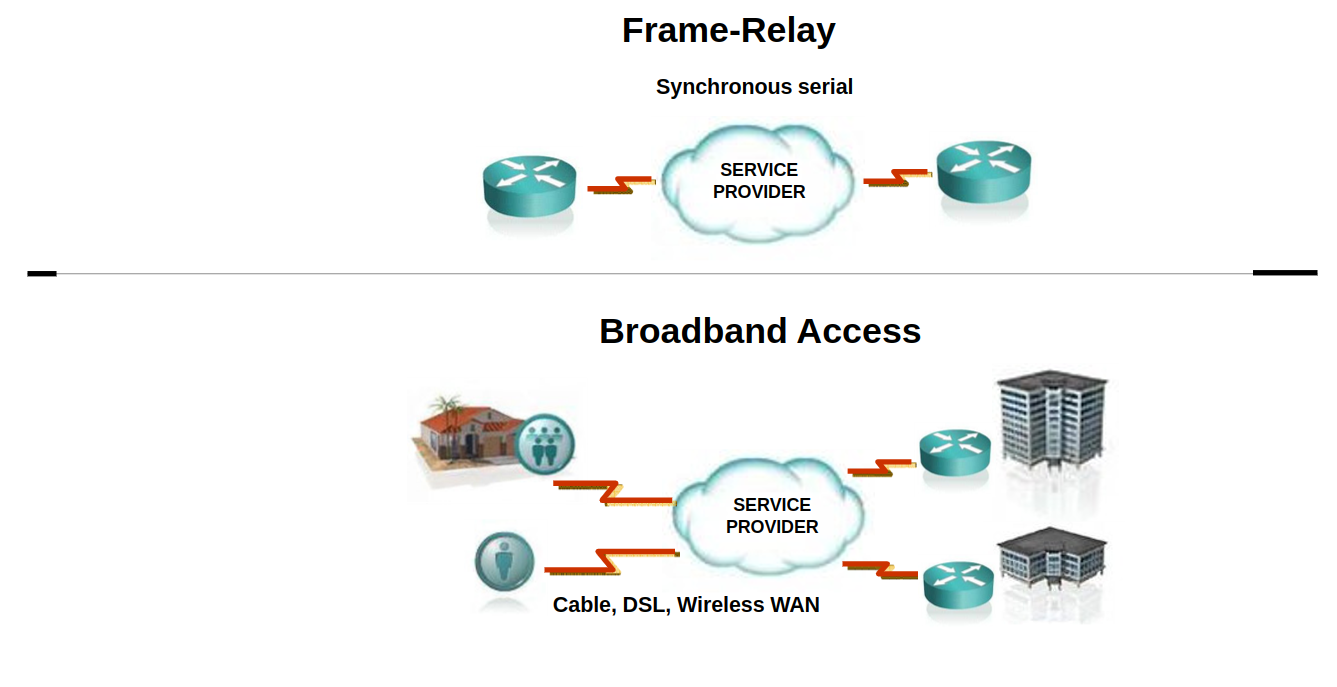 Frame-Relay
Synchronous serial
SERVICE
PROVIDER
Broadband Access
SERVICE
PROVIDER
Cable, DSL, Wireless WAN